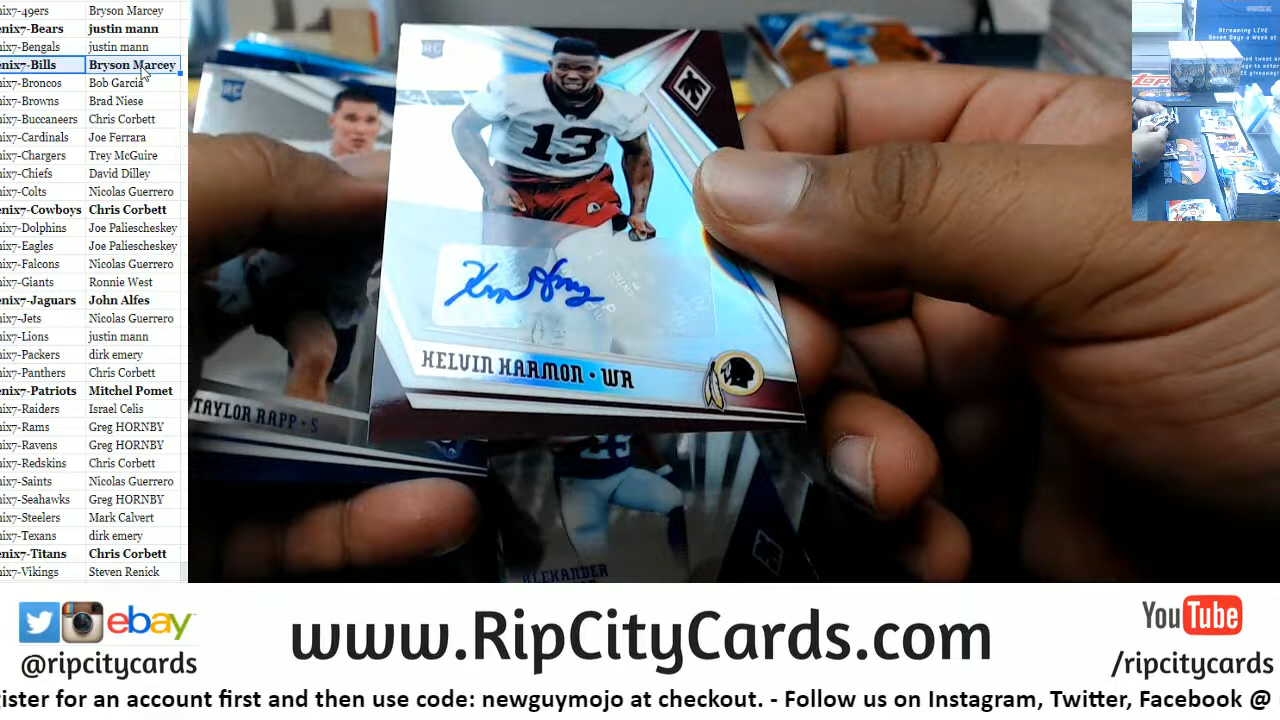 nix7-49ers Bryson Marcey
enix7-Bears justin mann
nix7-Bengals justin mann
enix7-Bills Bryson Marcey
nix7-Broncos Bob Garcia
nix7-Browns Brad Niese
nix7-Buccaneers Chris Corbett
nix7-Cardinals Joe Ferrara
nix7-Chargers Trey McGuire
nix7-Chiefs David Dilley
nix7-Colts Nicolas Guerrero
enix7-Cowboys Chris Corbett
nix7-Dolphins Joe Paliescheskey
nix7-Eagles Joe Paliescheskey
nix7-Falcons Nicolas Guerrero
nix7-Giants Ronnie West
enix7-Jaguars John Alfes
nix7-Jets Nicolas Guerrero
nix7-Lions justin mann
nix7-Packers dirk emery
nix7-Panthers Chris Corbett
enix7-Patriots Mitchel Pomet
nix7-Raiders Israel Celis
nix7-Rams Greg HORNBY
nix7-Ravens Greg HORNBY
nix7-Redskins Chris Corbett
nix7-Saints Nicolas Guerrero
nix7-Seahawks Greg HORNBY
nix7-Steelers Mark Calvert
nix7-Texans dirk emery
enix7-Titans Chris Corbett
nix7-Vikings Steven Renick
RC
RC
13
KELVIN HARMON • WR
TAYLOR RAPP • S
ALEXANDER
Streaming LIVE
Seven Days a Week at
TOPPS
ebay
@ripcitycards
www.RipCityCards.com
YouTube
/ripcitycards
gister for an account first and then use code: newguymojo at checkout. - Follow us on Instagram, Twitter, Facebook @